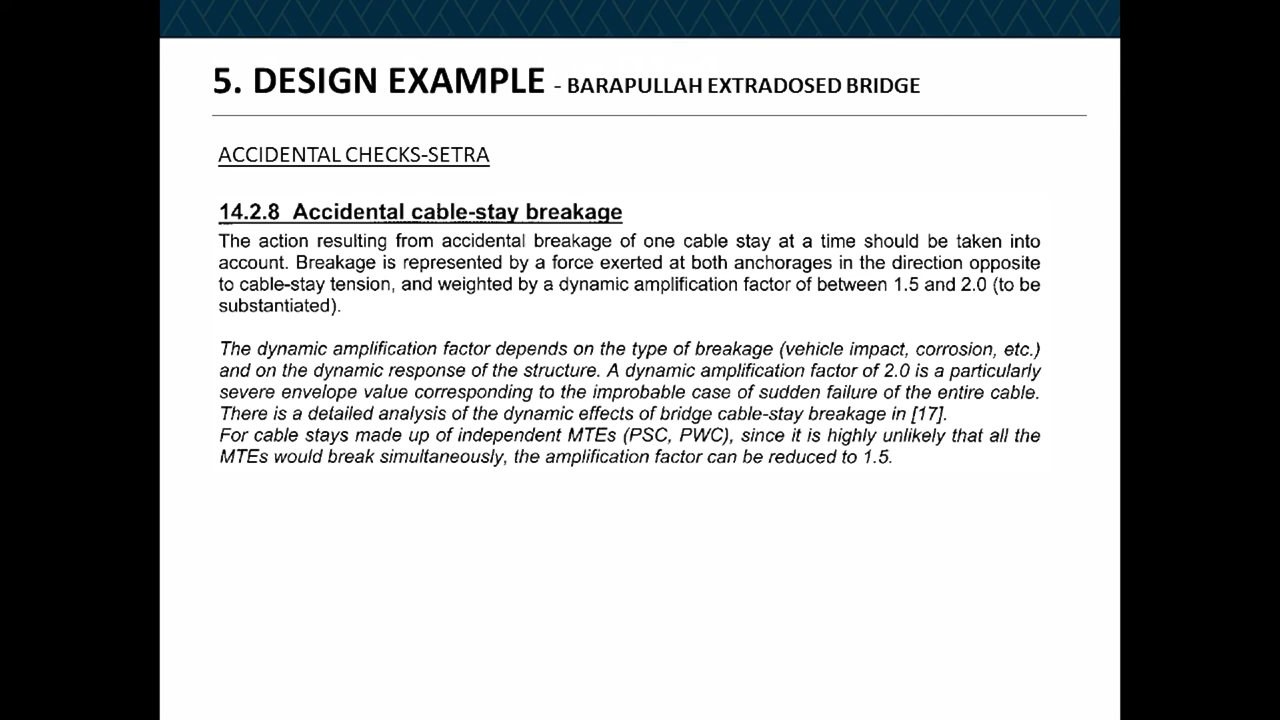 5. DESIGN EXAMPLE - BARAPULLAH EXTRADOSED BRIDGE
ACCIDENTAL CHECKS-SETRA
14.2.8 Accidental cable-stay breakage
The action resulting from accidental breakage of one cable stay at a time should be taken into
account. Breakage is represented by a force exerted at both anchorages in the direction opposite
to cable-stay tension, and weighted by a dynamic amplification factor of between 1.5 and 2.0 (to be
substantiated).
The dynamic amplification factor depends on the type of breakage (vehicle impact, corrosion, etc.)
and on the dynamic response of the structure. A dynamic amplification factor of 2.0 is a particularly
severe envelope value corresponding to the improbable case of sudden failure of the entire cable.
There is a detailed analysis of the dynamic effects of bridge cable-stay breakage in [17].
For cable stays made up of independent MTEs (PSC, PWC), since it is highly unlikely that all the
MTEs would break simultaneously, the amplification factor can be reduced to 1.5.